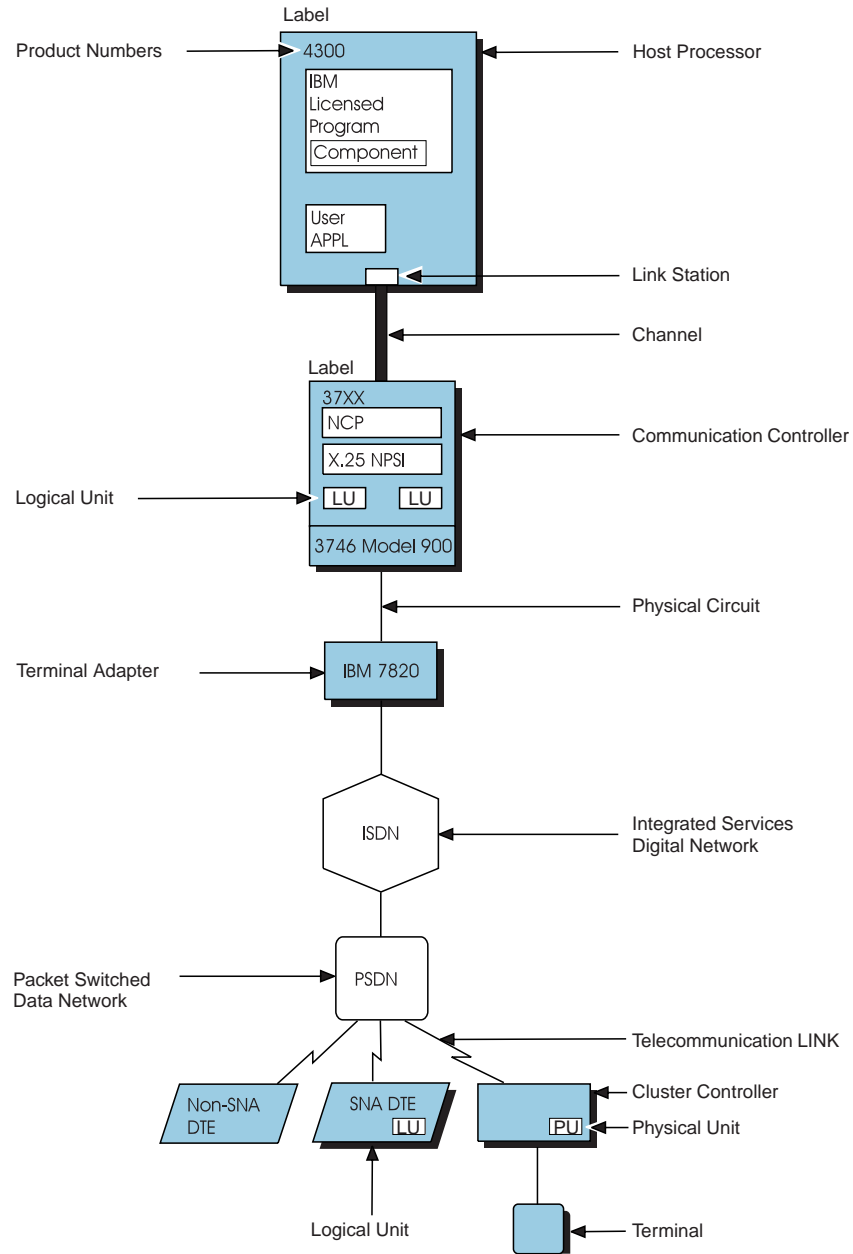 Label
Product Numbers
4300
Host Processor
IBM
Licensed
Program
Component
User
APPL
Link Station
Channel
Label
37XX
NCP
Communication Controller
X.25 NPSI
Logical Unit
LU
LU
3746 Model 900
Physical Circuit
Terminal Adapter
IBM 7820
ISDN
Integrated Services
Digital Network
Packet Switched
Data Network
PSDN
Telecommunication LINK
Non-SNA
DTE
SNA DTE
LU
Cluster Controller
PU
Physical Unit
Logical Unit
Terminal